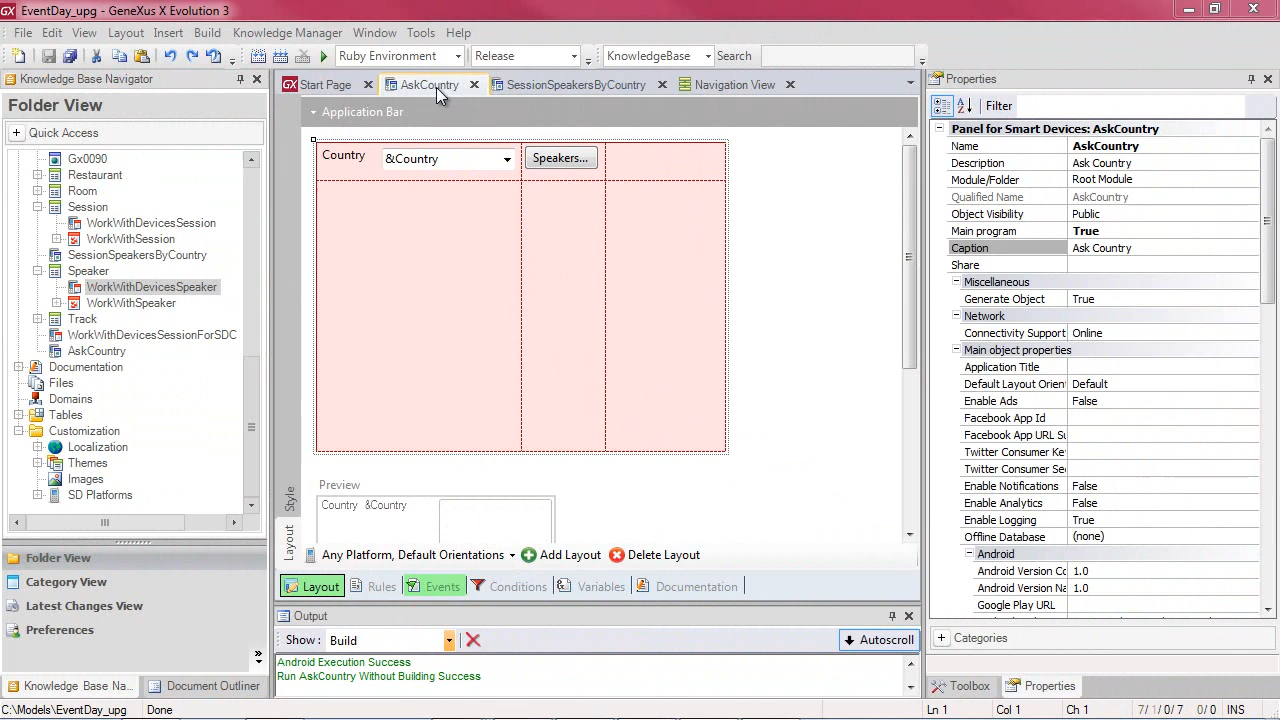 GX EventDay_upg - GeneXus X Evolution 3
File Edit View Layout Insert Build Knowledge Manager Window Tools Help
Ruby Environment Release KnowledgeBase Search
Knowledge Base Navigator
Folder View
Quick Access
Gx0090
Restaurant
Room
Session
WorkWithDevicesSession
WorkWithSession
SessionSpeakersByCountry
Speaker
WorkWithDevicesSpeaker
WorkWithSpeaker
Track
WorkWithDevicesSessionForSDC
AskCountry
Documentation
Files
Domains
Tables
Customization
Localization
Themes
Images
SD Platforms
Folder View
Category View
Latest Changes View
Preferences
Knowledge Base Na... Document Outliner
GX Start Page AskCountry SessionSpeakersByCountry Navigation View
Application Bar
Country &Country Speakers...
Preview
Country &Country
Style
Layout
Any Platform, Default Orientations Add Layout Delete Layout
Layout Rules Events Conditions Variables Documentation
Output
Show: Build Autoscroll
Android Execution Success
Run AskCountry Without Building Success
Properties
Filter
Panel for Smart Devices: AskCountry
Name AskCountry
Description Ask Country
Module/Folder Root Module
Qualified Name AskCountry
Object Visibility Public
Main program True
Caption Ask Country
Share
Miscellaneous
Generate Object True
Network
Connectivity Support Online
Main object properties
Application Title
Default Layout Orien Default
Enable Ads False
Facebook App Id
Facebook App URL Su
Twitter Consumer Ke
Twitter Consumer Se
Enable Notifications False
Enable Analytics False
Enable Logging True
Offline Database (none)
Android
Android Version Co 1.0
Android Version Na 1.0
Google Play URL
Categories
Toolbox Properties
C:\Models\EventDay_upg Done Ln 1 Col 1 Ch 1 7/1/0/7 0/0 INS